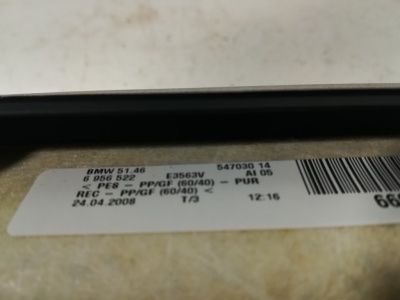 BMW 51.46 547030 14
6 956 522 E3563V AI 05
< PES - PP/GF (60/40) - PUR
REC - PP/GF (60/40) <
24.04.2008 T/3 12:16